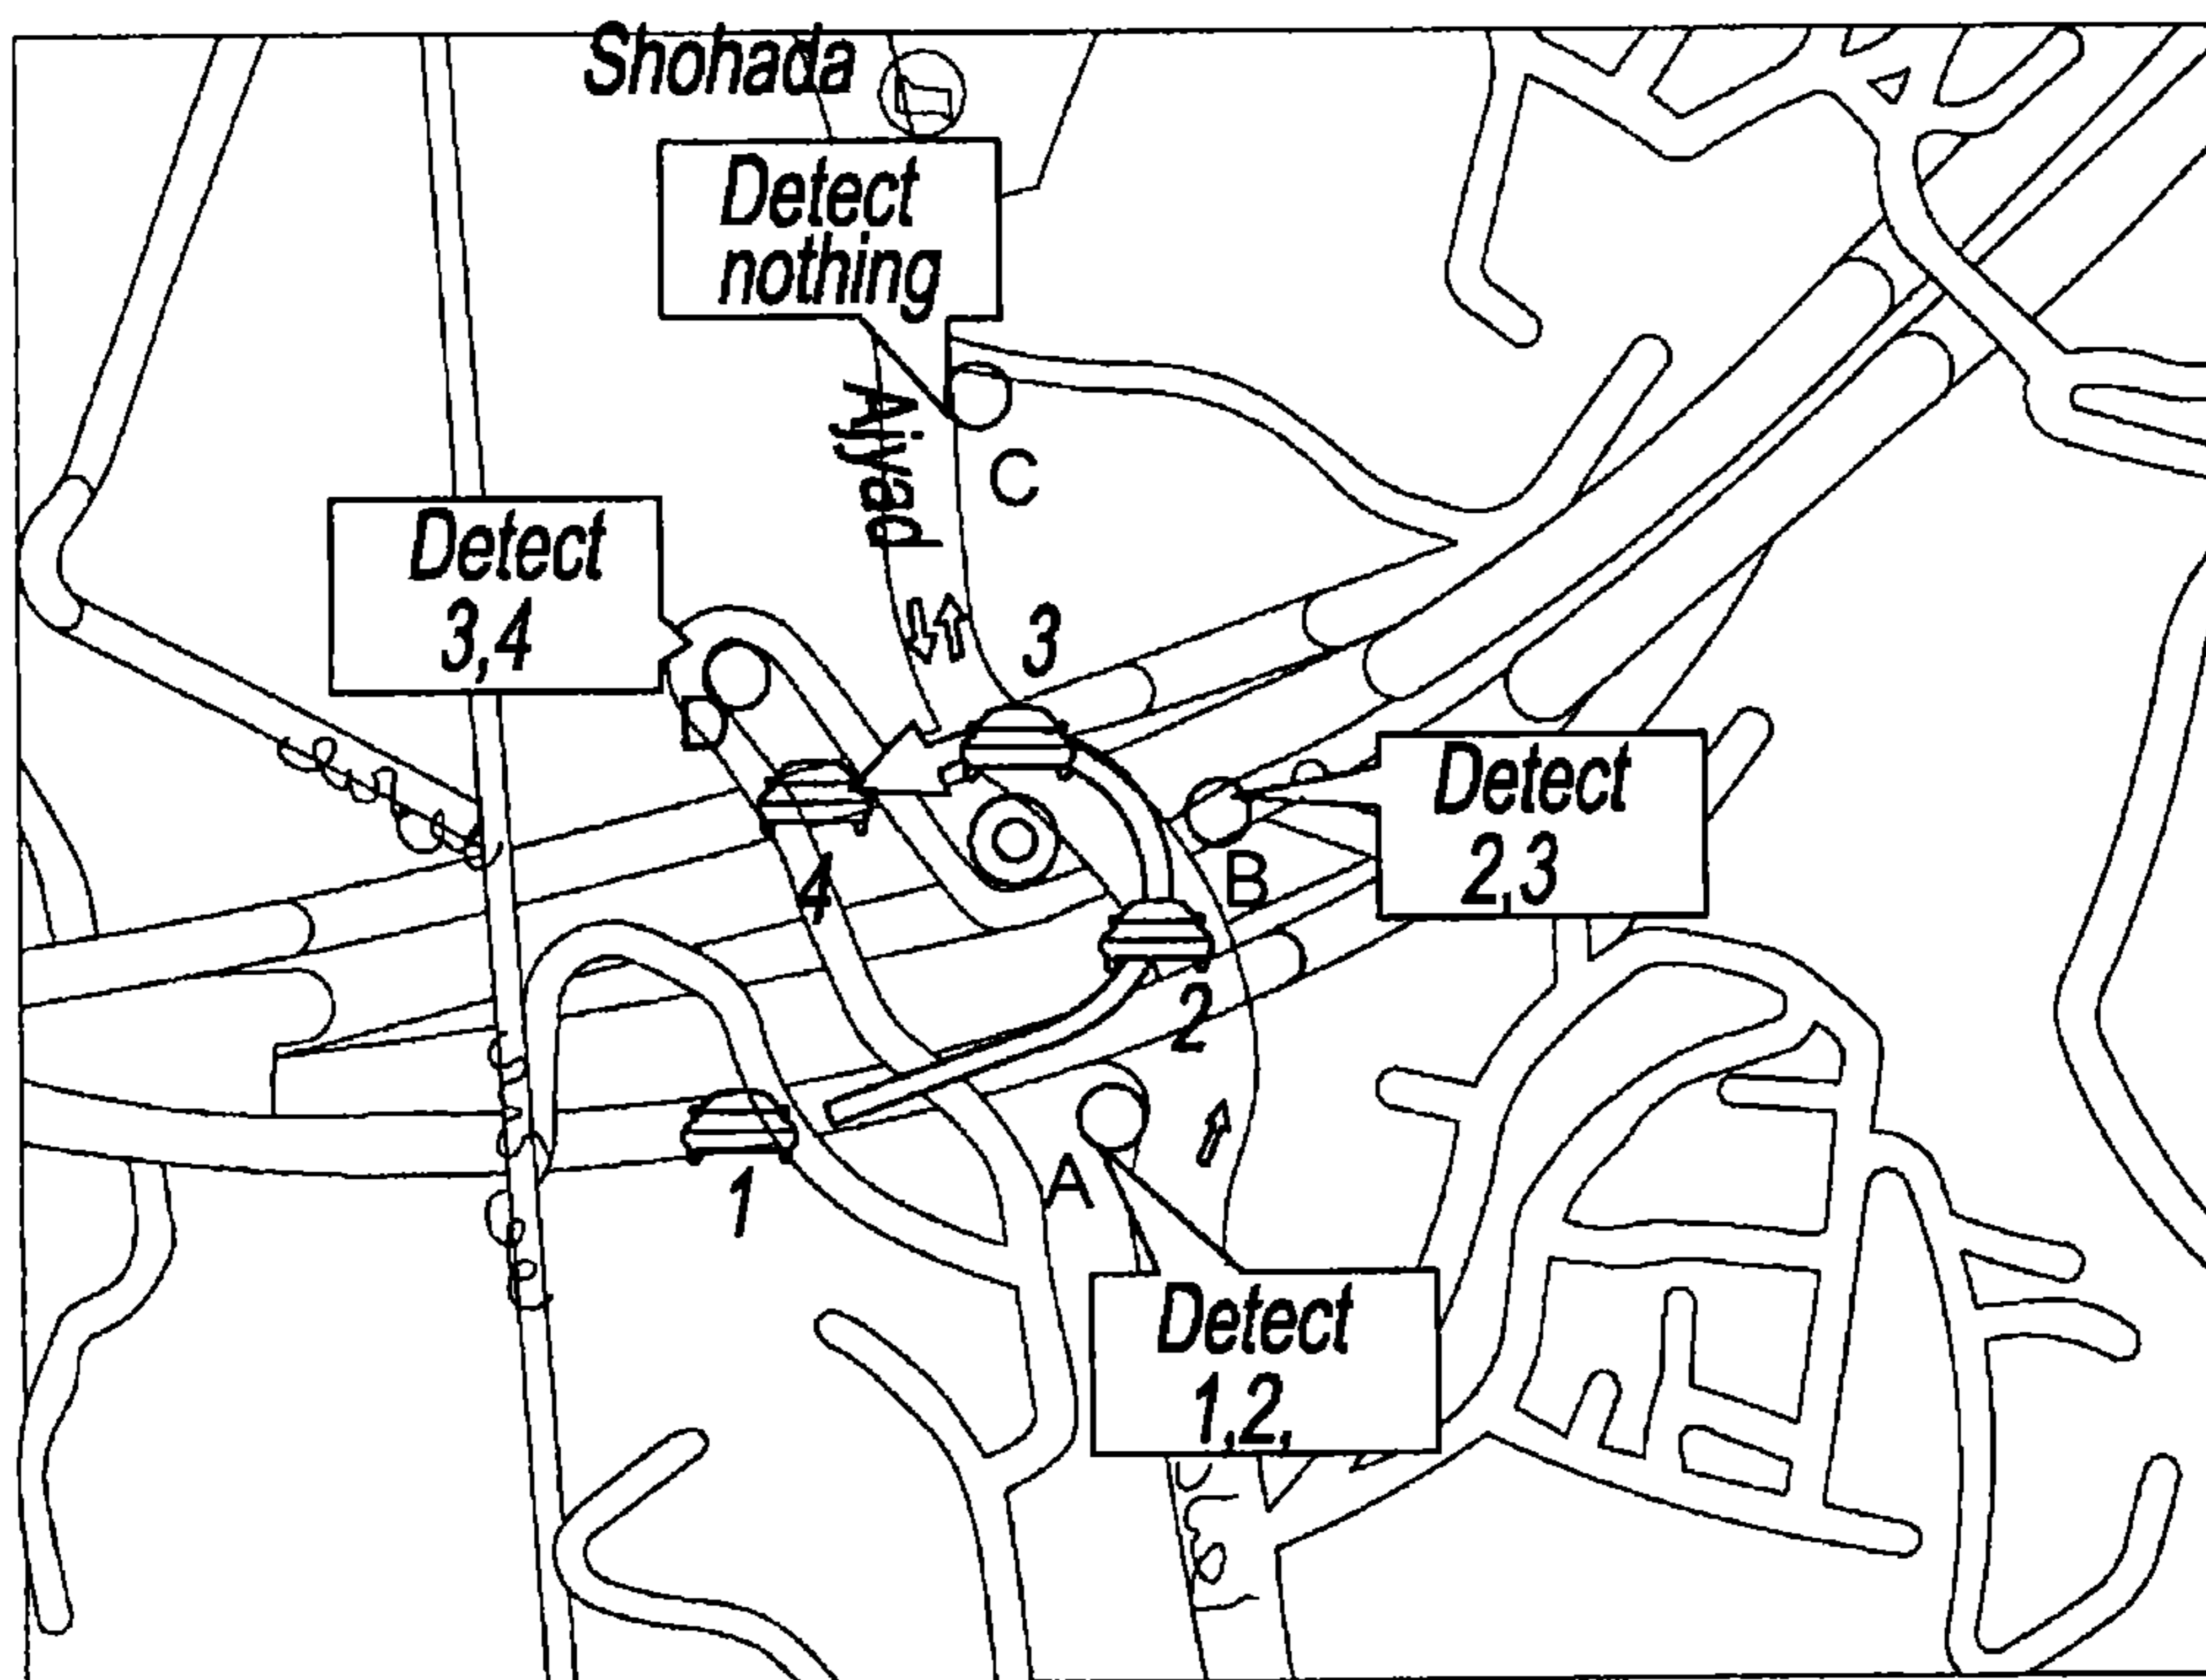 Shohada
Detect
nothing
Ajyad
C
Detect
3,4
3
D
Detect
2,3
4
B
2
A
1
Detect
1,2,